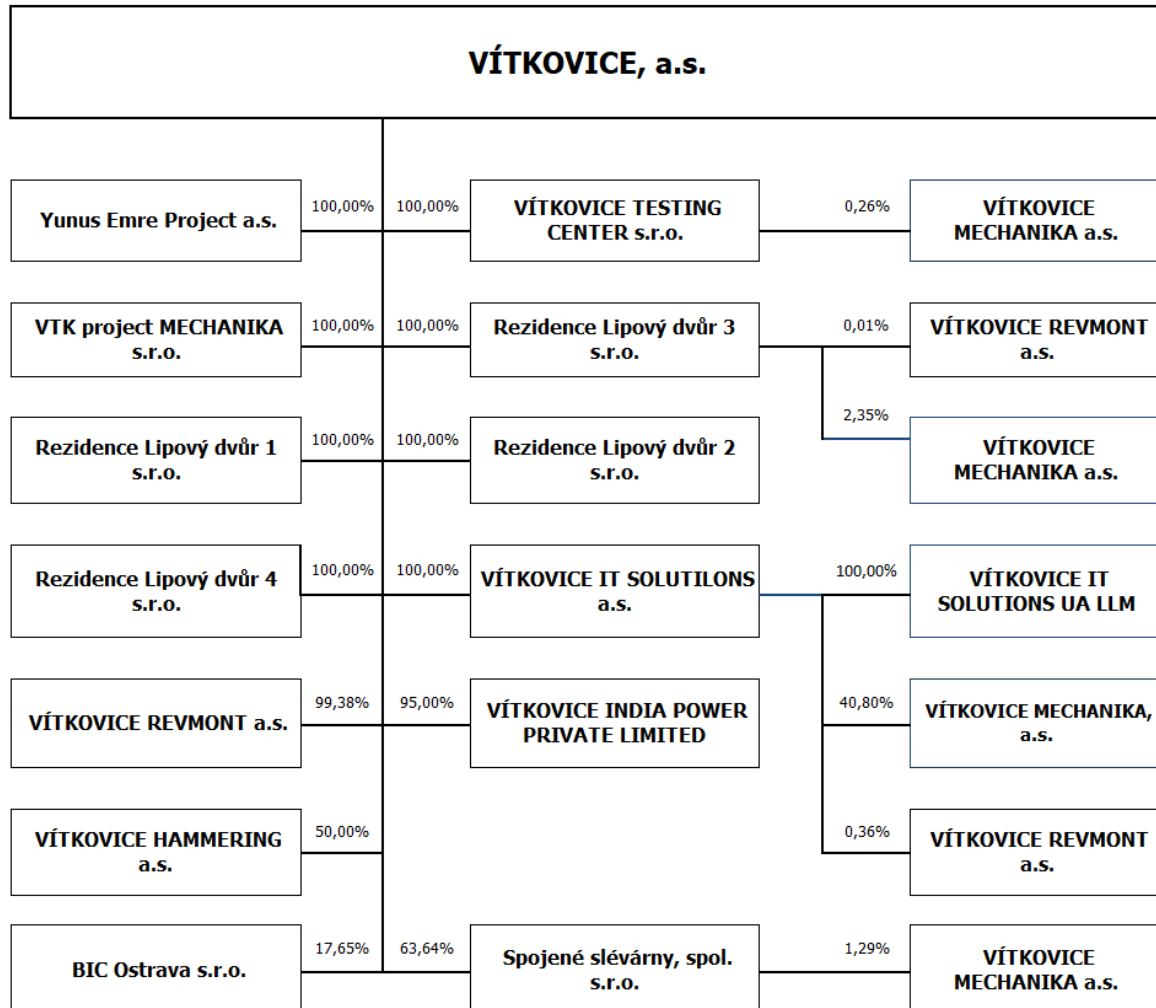 VÍTKOVICE, a.s.
Yunus Emre Project a.s.
100,00%
100,00%
VÍTKOVICE TESTING
CENTER s.r.o.
0,26%
VÍTKOVICE
MECHANIKA a.s.
VTK project MECHANIKA
s.r.o.
100,00%
100,00%
Rezidence Lipový dvůr 3
s.r.o.
0,01%
VÍTKOVICE REVMONT
a.s.
2,35%
VÍTKOVICE
MECHANIKA a.s.
Rezidence Lipový dvůr 1
s.r.o.
100,00%
100,00%
Rezidence Lipový dvůr 2
s.r.o.
Rezidence Lipový dvůr 4
s.r.o.
100,00%
100,00%
VÍTKOVICE IT SOLUTILONS
a.s.
100,00%
VÍTKOVICE IT
SOLUTIONS UA LLM
VÍTKOVICE REVMONT a.s.
99,38%
95,00%
VÍTKOVICE INDIA POWER
PRIVATE LIMITED
40,80%
VÍTKOVICE MECHANIKA,
a.s.
VÍTKOVICE HAMMERING
a.s.
50,00%
0,36%
VÍTKOVICE REVMONT
a.s.
BIC Ostrava s.r.o.
17,65%
63,64%
Spojené slévárny, spol.
s.r.o.
1,29%
VÍTKOVICE
MECHANIKA a.s.